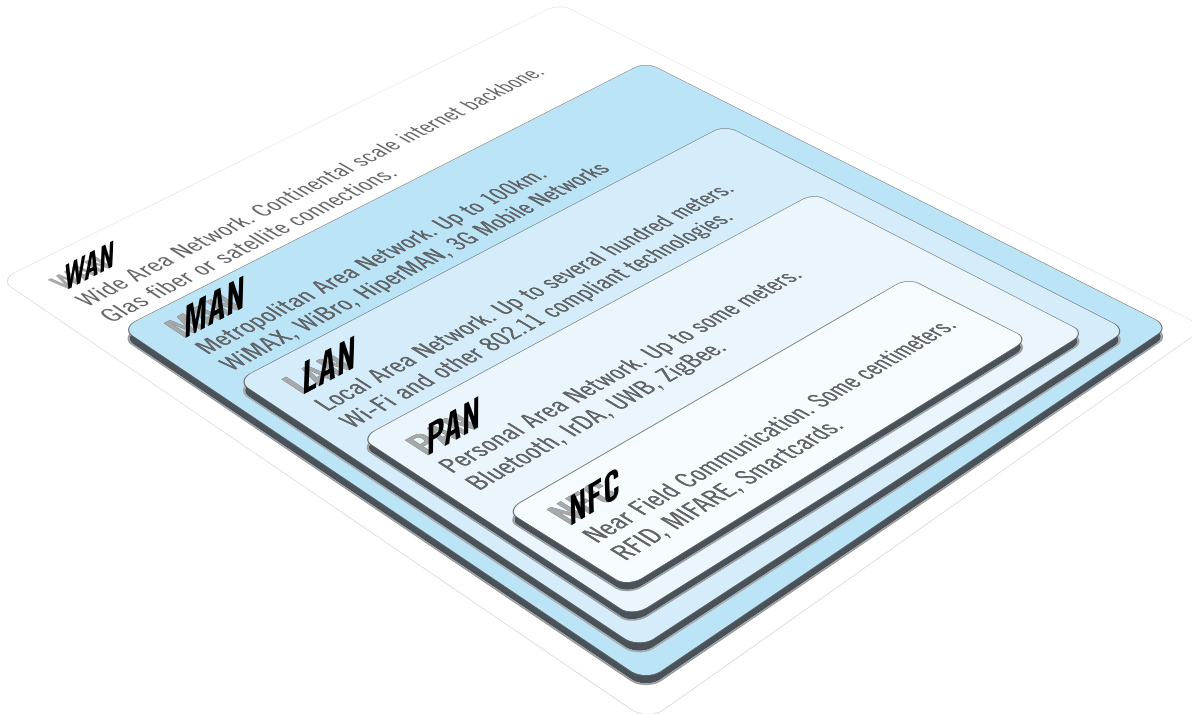 WAN
Wide Area Network. Continental scale internet backbone.
Glas fiber or satellite connections.
MAN
Metropolitan Area Network. Up to 100km.
WiMAX, WiBro, HiperMAN, 3G Mobile Networks
LAN
Local Area Network. Up to several hundred meters.
Wi-Fi and other 802.11 compliant technologies.
PAN
Personal Area Network. Up to some meters.
Bluetooth, IrDA, UWB, ZigBee.
NFC
Near Field Communication. Some centimeters.
RFID, MIFARE, Smartcards.